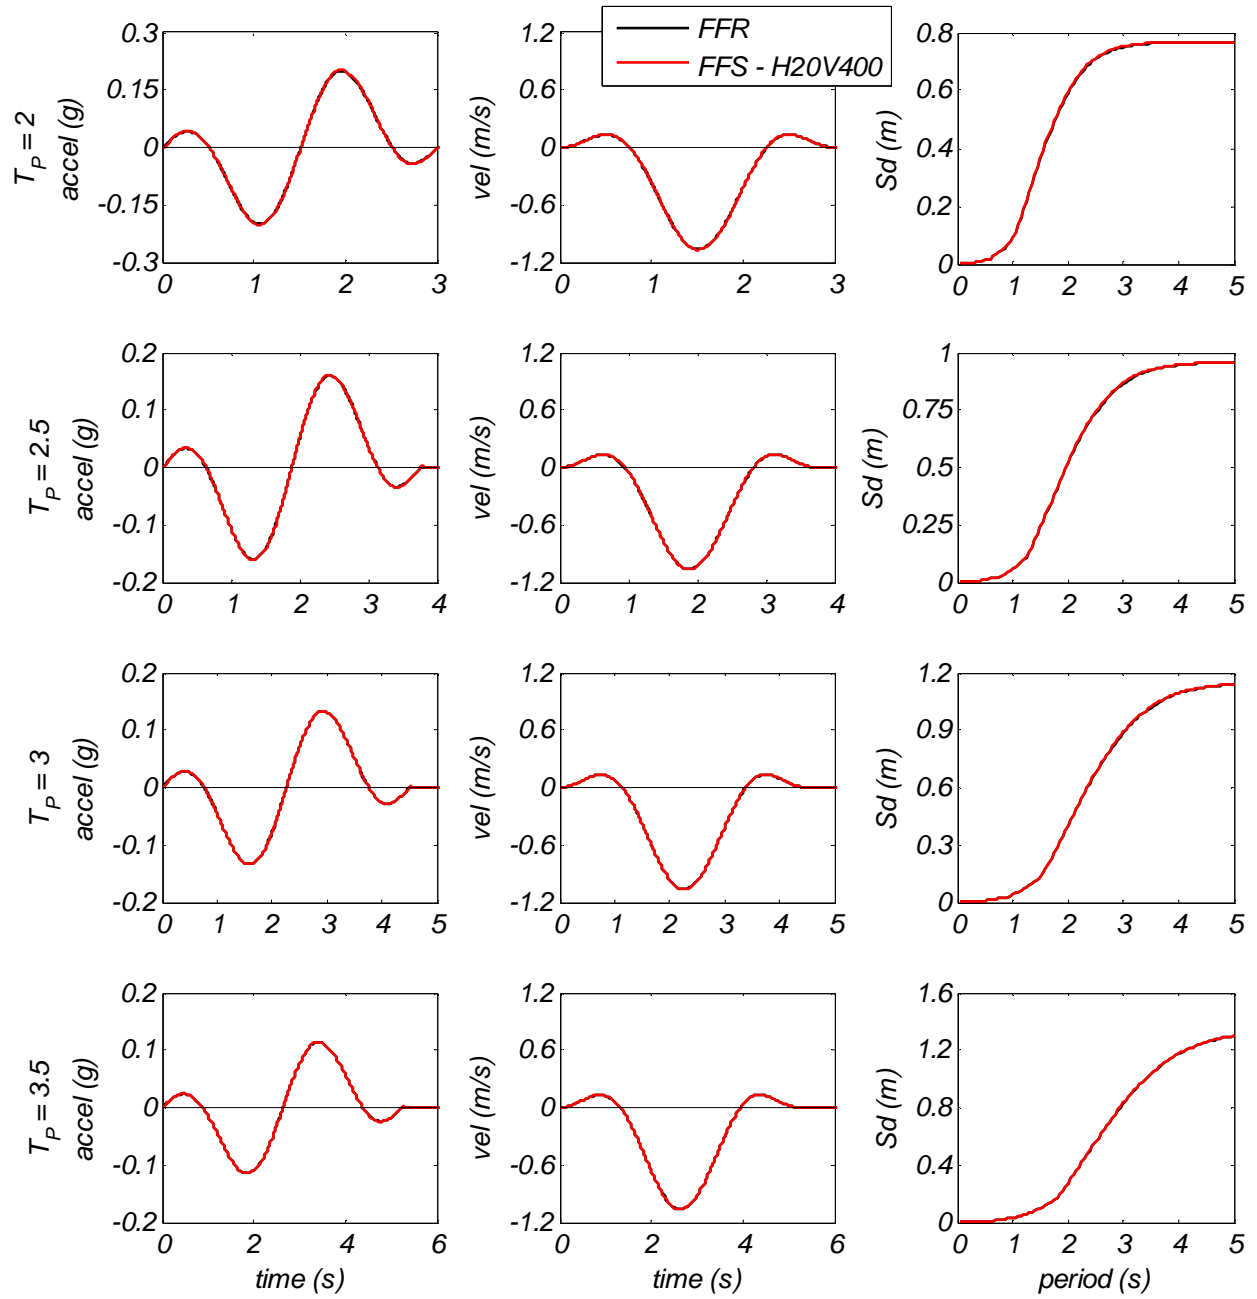 FFR
FFS - H20V400
T_P = 2
accel (g)
0.3
0.15
0
-0.15
-0.3
0 1 2 3
vel (m/s)
1.2
0.6
0
-0.6
-1.2
0 1 2 3
Sd (m)
0.8
0.6
0.4
0.2
0
0 1 2 3 4 5
T_P = 2.5
accel (g)
0.2
0.1
0
-0.1
-0.2
0 1 2 3 4
vel (m/s)
1.2
0.6
0
-0.6
-1.2
0 1 2 3 4
Sd (m)
1
0.75
0.5
0.25
0
0 1 2 3 4 5
T_P = 3
accel (g)
0.2
0.1
0
-0.1
-0.2
0 1 2 3 4 5
vel (m/s)
1.2
0.6
0
-0.6
-1.2
0 1 2 3 4 5
Sd (m)
1.2
0.9
0.6
0.3
0
0 1 2 3 4 5
T_P = 3.5
accel (g)
0.2
0.1
0
-0.1
-0.2
0 2 4 6
time (s)
vel (m/s)
1.2
0.6
0
-0.6
-1.2
0 2 4 6
time (s)
Sd (m)
1.6
1.2
0.8
0.4
0
0 1 2 3 4 5
period (s)